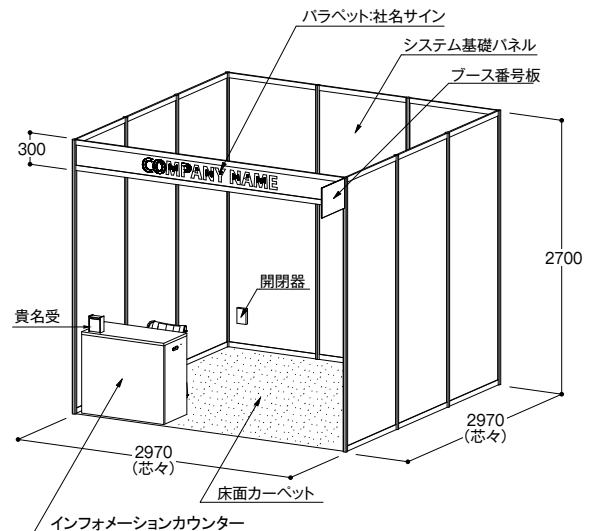 パラペット:社名サイン
システム基礎パネル
ブース番号板
300
COMPANY NAME
2700
開閉器
貴名受
2970
(芯々)
2970
(芯々)
床面カーペット
インフォメーションカウンター